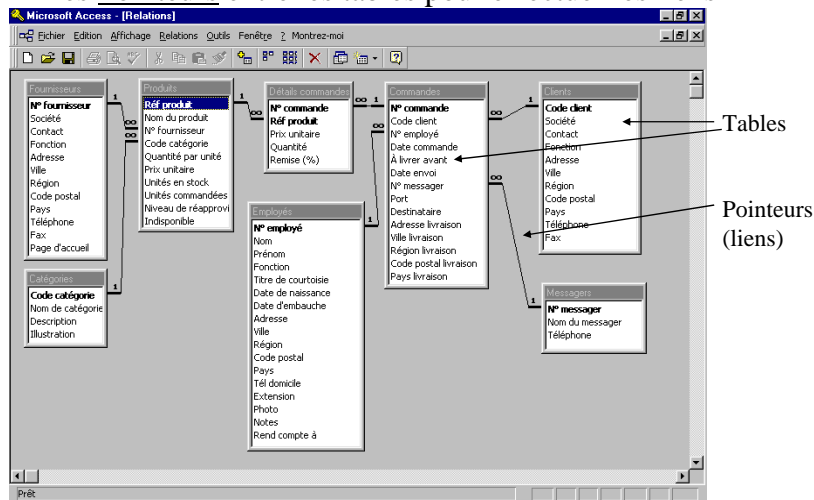 Microsoft Access - [Relations]
Fichier Edition Affichage Relations Outils Fenêtre ? Montrez-moi
Fournisseurs
N° fournisseur
Société
Contact
Fonction
Adresse
Ville
Région
Code postal
Pays
Téléphone
Fax
Page d'accueil
1
∞
∞
1
Catégories
Code catégorie
Nom de catégorie
Description
Illustration
Produits
Réf produit
Nom du produit
N° fournisseur
Code catégorie
Quantité par unité
Prix unitaire
Unités en stock
Unités commandées
Niveau de réapprovi
Indisponible
1
∞
Détails commandes
N° commande
Réf produit
Prix unitaire
Quantité
Remise (%)
∞ 1
∞
1
Employés
N° employé
Nom
Prénom
Fonction
Titre de courtoisie
Date de naissance
Date d'embauche
Adresse
Ville
Région
Code postal
Pays
Tél domicile
Extension
Photo
Notes
Rend compte à
Commandes
N° commande
Code client
N° employé
Date commande
À livrer avant
Date envoi
N° messager
Port
Destinataire
Adresse livraison
Ville livraison
Région livraison
Code postal livraison
Pays livraison
∞ 1
∞
1
Clients
Code client
Société
Contact
Fonction
Adresse
Ville
Région
Code postal
Pays
Téléphone
Fax
Messagers
N° messager
Nom du messager
Téléphone
Tables
Pointeurs
(liens)
Prêt